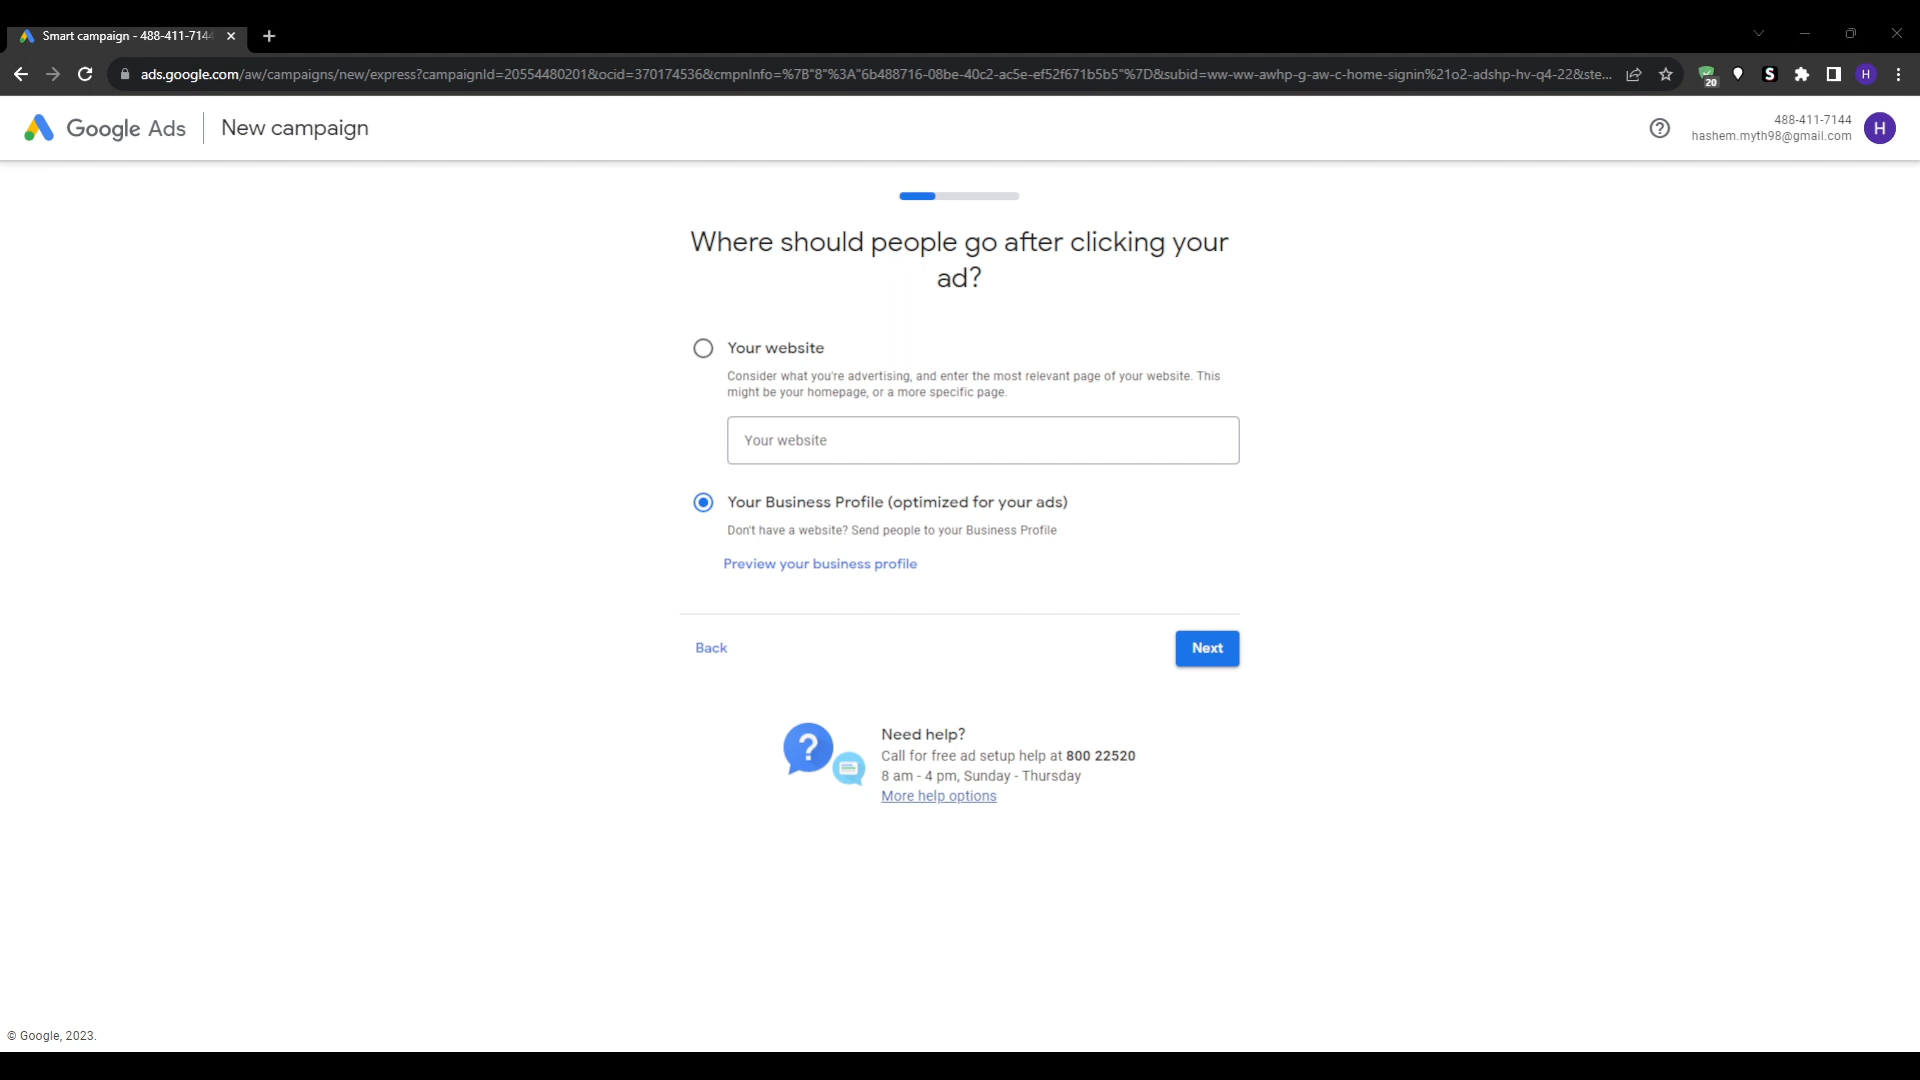 Smart campaign - 488-411-7144
ads.google.com/aw/campaigns/new/express?campaignId=20554480201&ocid=370174536&cmpnInfo=%7B"8"%3A"6b488716-08be-40c2-ac5e-ef52f671b5b5"%7D&subid=ww-ww-awhp-g-aw-c-home-signin%21o2-adshp-hv-q4-22&ste...
20
S
H
Google Ads
New campaign
488-411-7144
hashem.myth98@gmail.com
H
Where should people go after clicking your
ad?
Your website
Consider what you're advertising, and enter the most relevant page of your website. This
might be your homepage, or a more specific page.
Your website
Your Business Profile (optimized for your ads)
Don't have a website? Send people to your Business Profile
Preview your business profile
Back
Next
Need help?
Call for free ad setup help at 800 22520
8 am - 4 pm, Sunday - Thursday
More help options
© Google, 2023.